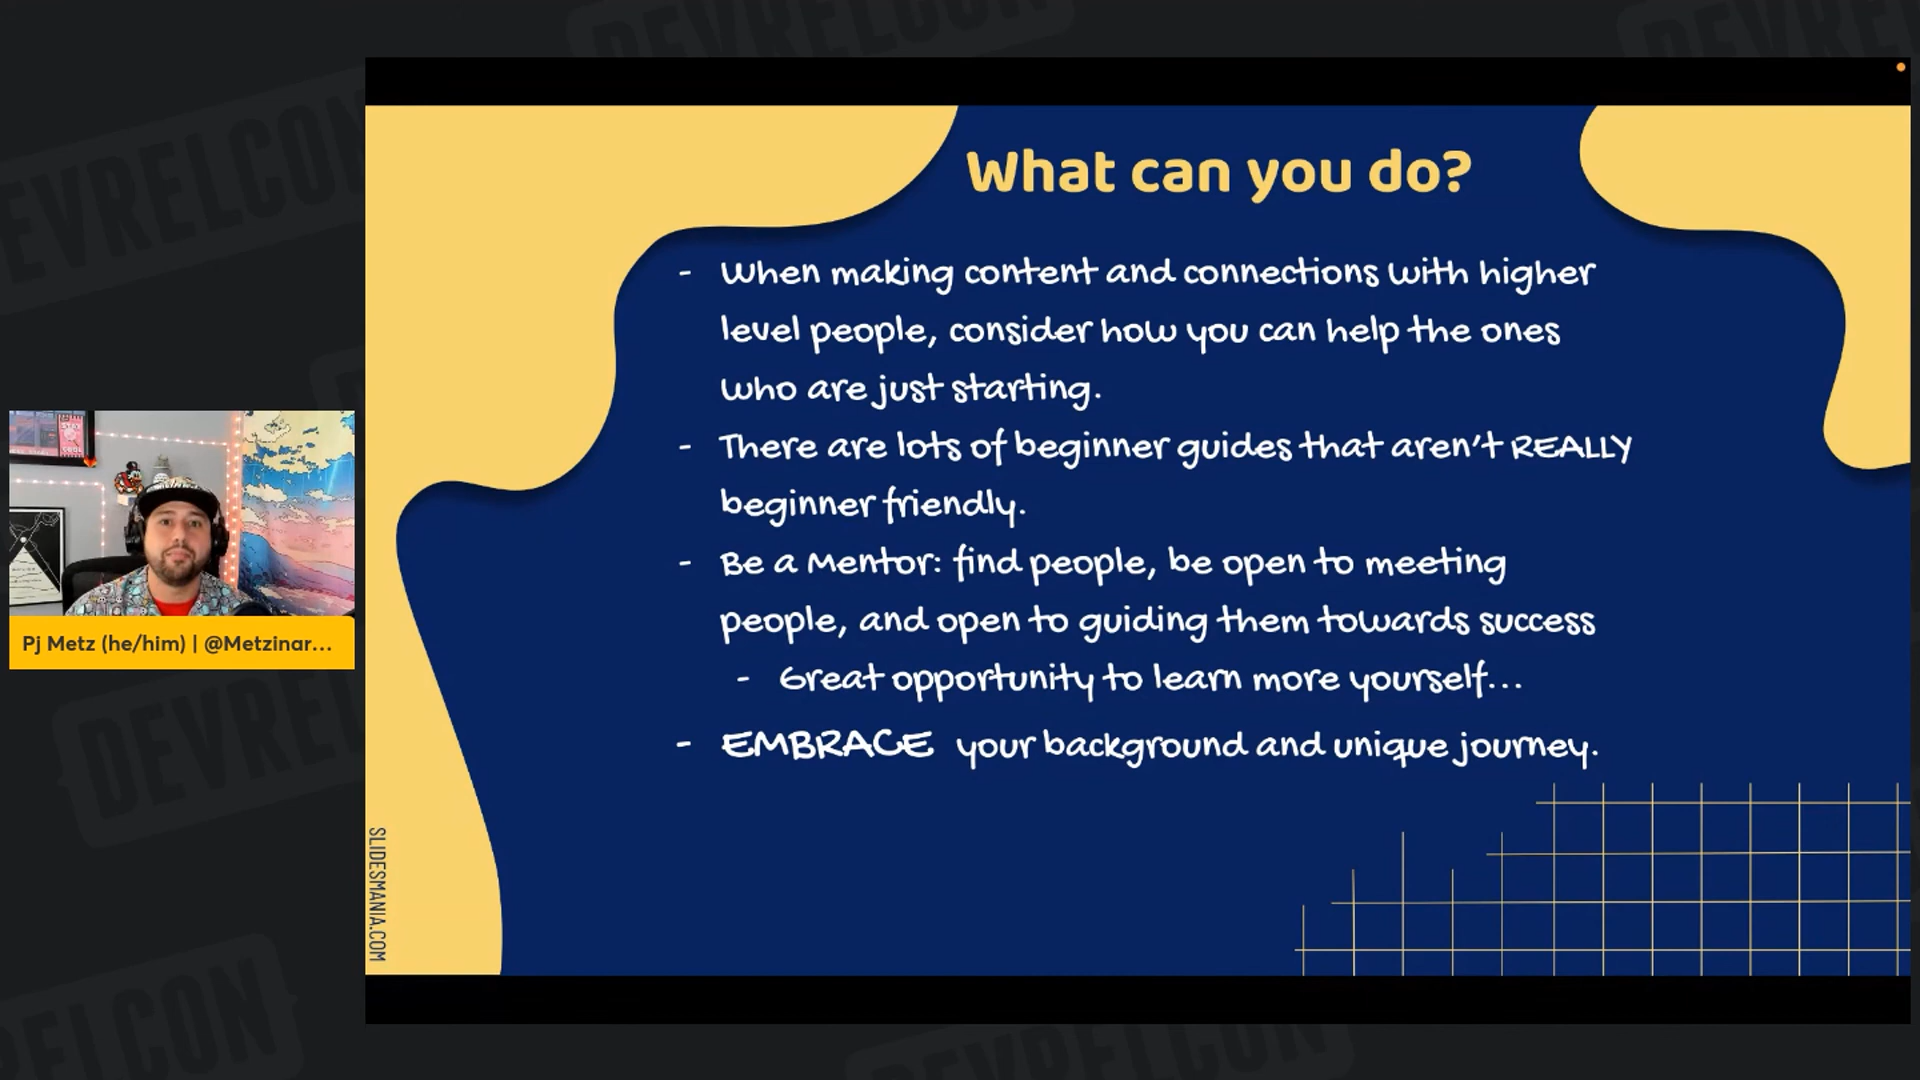 DEVRELCON
What can you do?
- When making content and connections with higher
level people, consider how you can help the ones
who are just starting.
- There are lots of beginner guides that aren't REALLY
beginner friendly.
- Be a Mentor: find people, be open to meeting
people, and open to guiding them towards success
- Great opportunity to learn more yourself...
- EMBRACE your background and unique journey.
Pj Metz (he/him) | @Metzinar...
SLIDESMANIA.COM